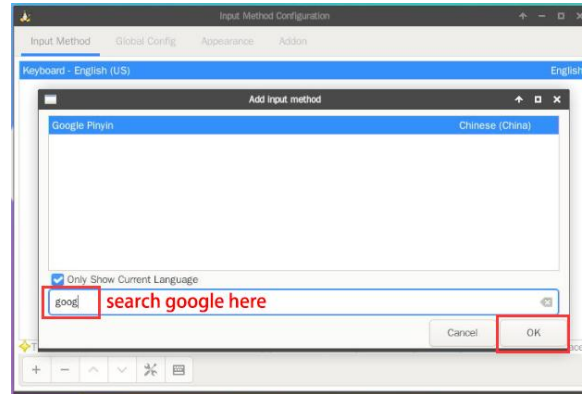 Input Method Configuration
Input Method Global Config Appearance Addon
Keyboard - English (US) English
Add input method
Google Pinyin Chinese (China)
Only Show Current Language
goog search google here
Cancel OK